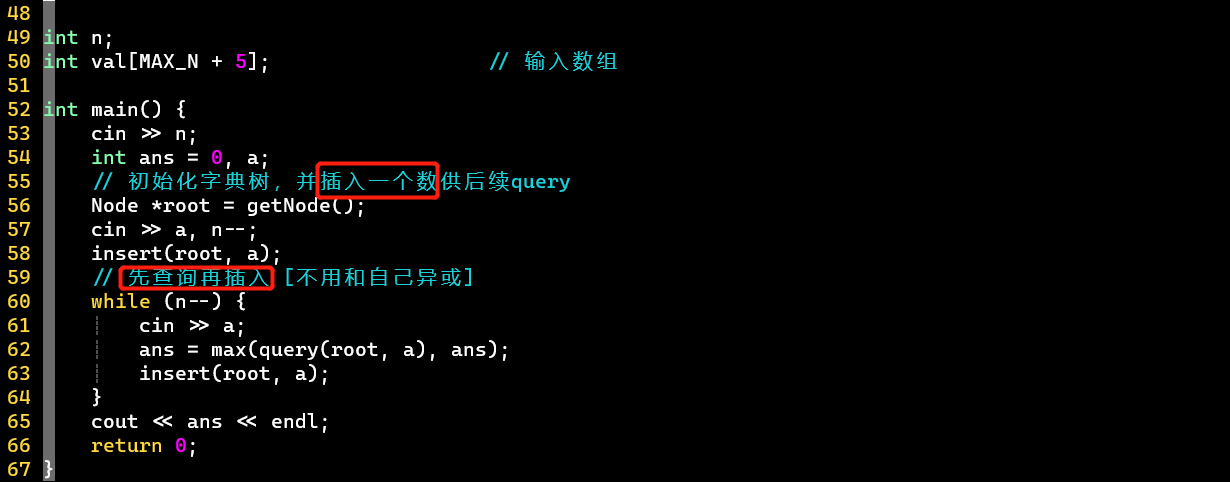 48
49 int n;
50 int val[MAX_N + 5]; // 输入数组
51
52 int main() {
53 cin >> n;
54 int ans = 0, a;
55 // 初始化字典树，并插入一个数供后续query
56 Node *root = getNode();
57 cin >> a, n--;
58 insert(root, a);
59 // 先查询再插入 [不用和自己异或]
60 while (n--) {
61 cin >> a;
62 ans = max(query(root, a), ans);
63 insert(root, a);
64 }
65 cout << ans << endl;
66 return 0;
67 }